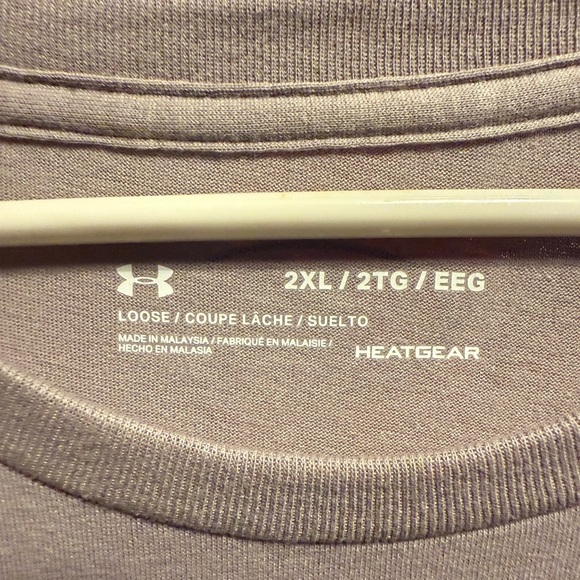 2XL / 2TG / EEG
LOOSE / COUPE LÂCHE / SUELTO
MADE IN MALAYSIA / FABRIQUÉ EN MALAISIE /
HECHO EN MALASIA
HEATGEAR